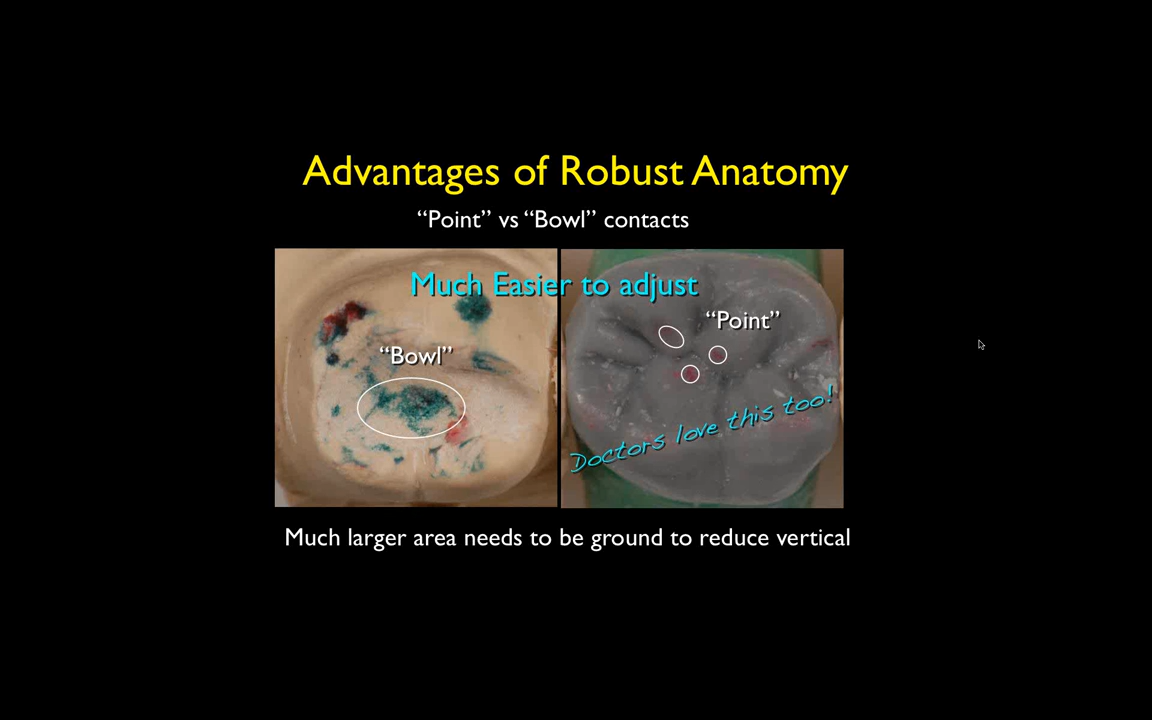 Advantages of Robust Anatomy
“Point” vs “Bowl” contacts
Much Easier to adjust
“Point”
“Bowl”
Doctors love this too!
Much larger area needs to be ground to reduce vertical